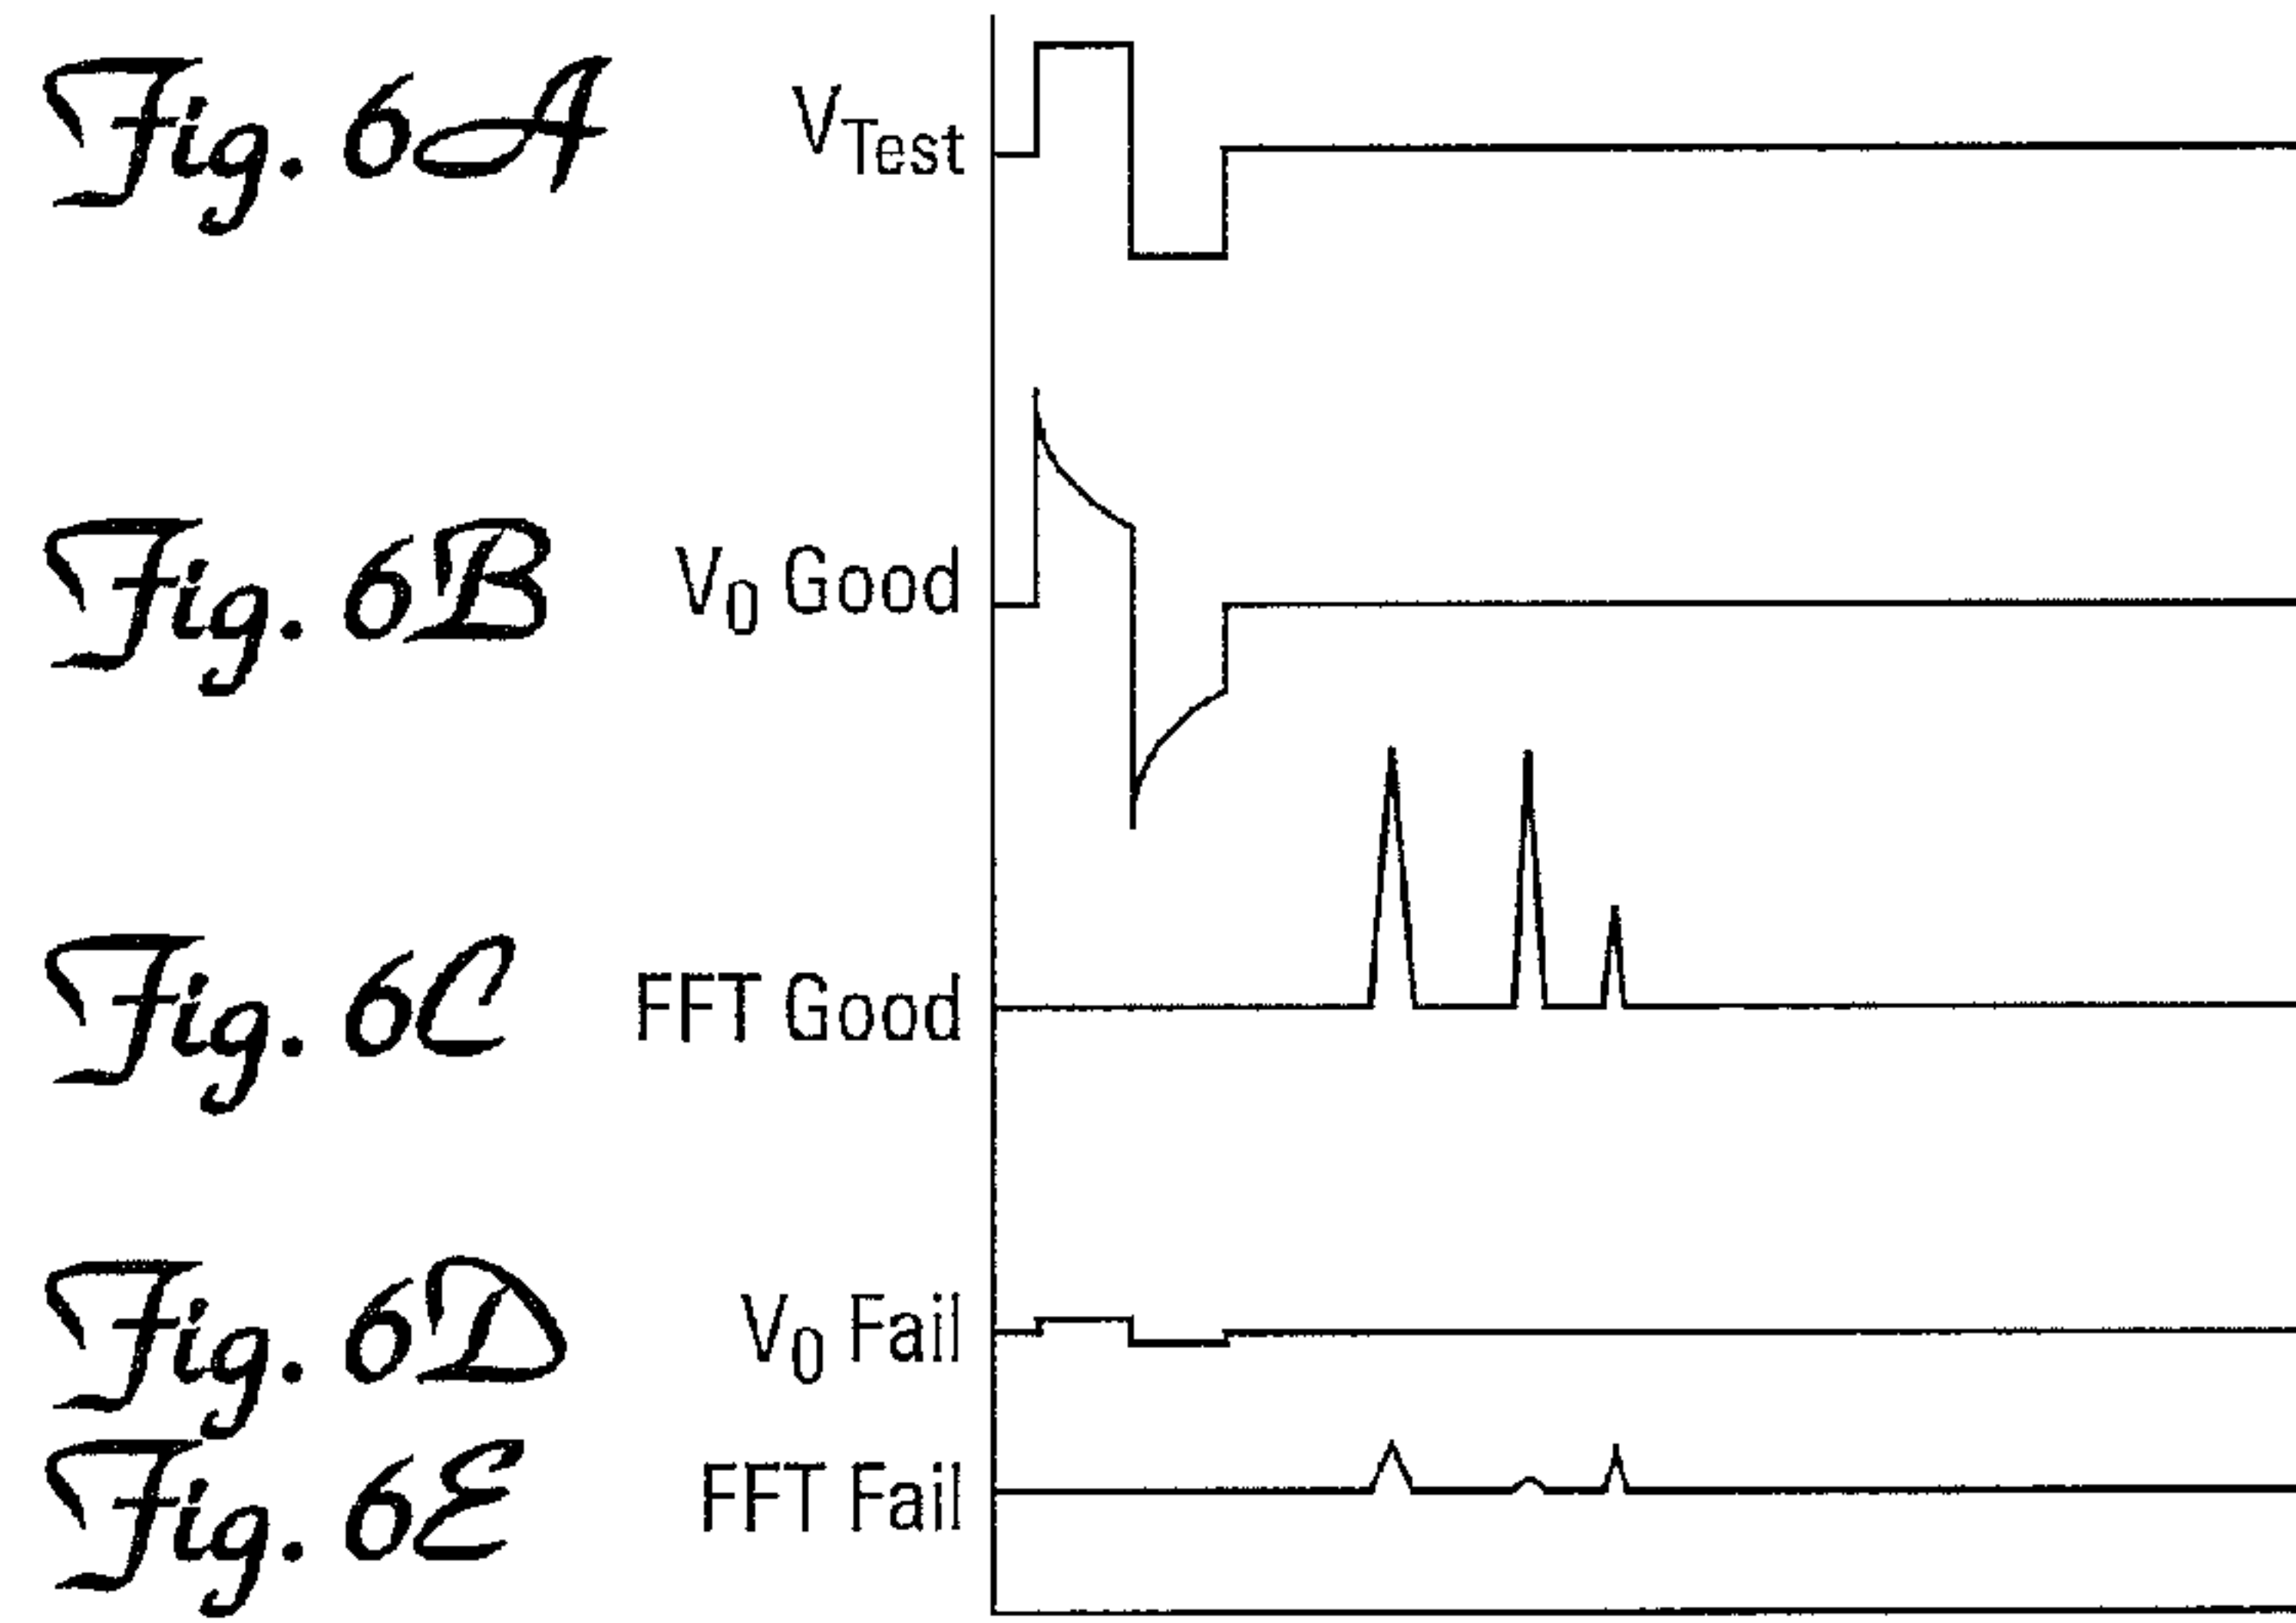 Fig. 6A VTest
Fig. 6B V0 Good
Fig. 6C FFT Good
Fig. 6D V0 Fail
Fig. 6E FFT Fail